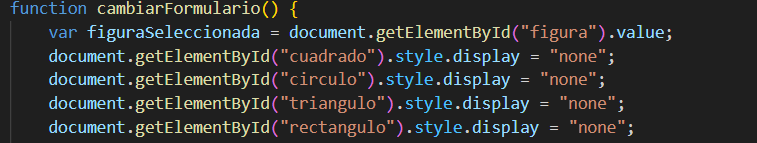 function cambiarFormulario() {
var figuraSeleccionada = document.getElementById("figura").value;
document.getElementById("cuadrado").style.display = "none";
document.getElementById("circulo").style.display = "none";
document.getElementById("triangulo").style.display = "none";
document.getElementById("rectangulo").style.display = "none";